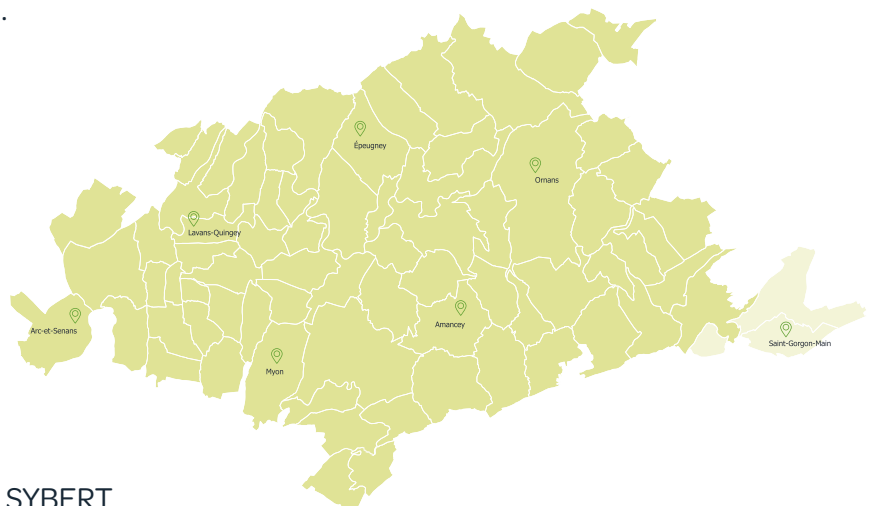 Épeugney
Ornans
Lavans-Quingey
Amancey
Arc-et-Senans
Saint-Gorgon-Main
Myon
SYBERT